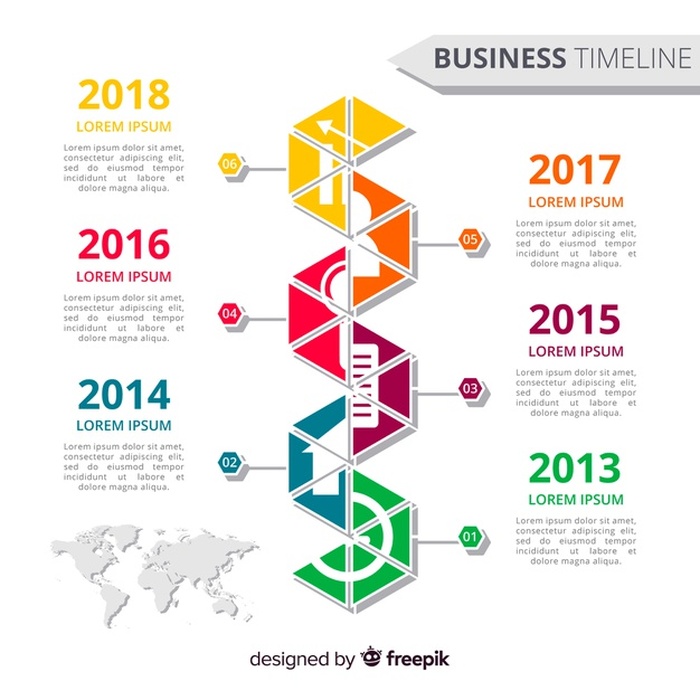 BUSINESS TIMELINE
2018
LOREM IPSUM
Lorem ipsum dolor sit amet,
consectetur adipiscing elit,
sed do eiusmod tempor
incididunt ut labore et
dolore magna aliqua.
06
2017
LOREM IPSUM
Lorem ipsum dolor sit amet,
consectetur adipiscing elit,
sed do eiusmod tempor
incididunt ut labore et
dolore magna aliqua.
05
2016
LOREM IPSUM
Lorem ipsum dolor sit amet,
consectetur adipiscing elit,
sed do eiusmod tempor
incididunt ut labore et
dolore magna aliqua.
04
2015
LOREM IPSUM
Lorem ipsum dolor sit amet,
consectetur adipiscing elit,
sed do eiusmod tempor
incididunt ut labore et
dolore magna aliqua.
03
2014
LOREM IPSUM
Lorem ipsum dolor sit amet,
consectetur adipiscing elit,
sed do eiusmod tempor
incididunt ut labore et
dolore magna aliqua.
02
2013
LOREM IPSUM
Lorem ipsum dolor sit amet,
consectetur adipiscing elit,
sed do eiusmod tempor
incididunt ut labore et
dolore magna aliqua.
01
designed by freepik